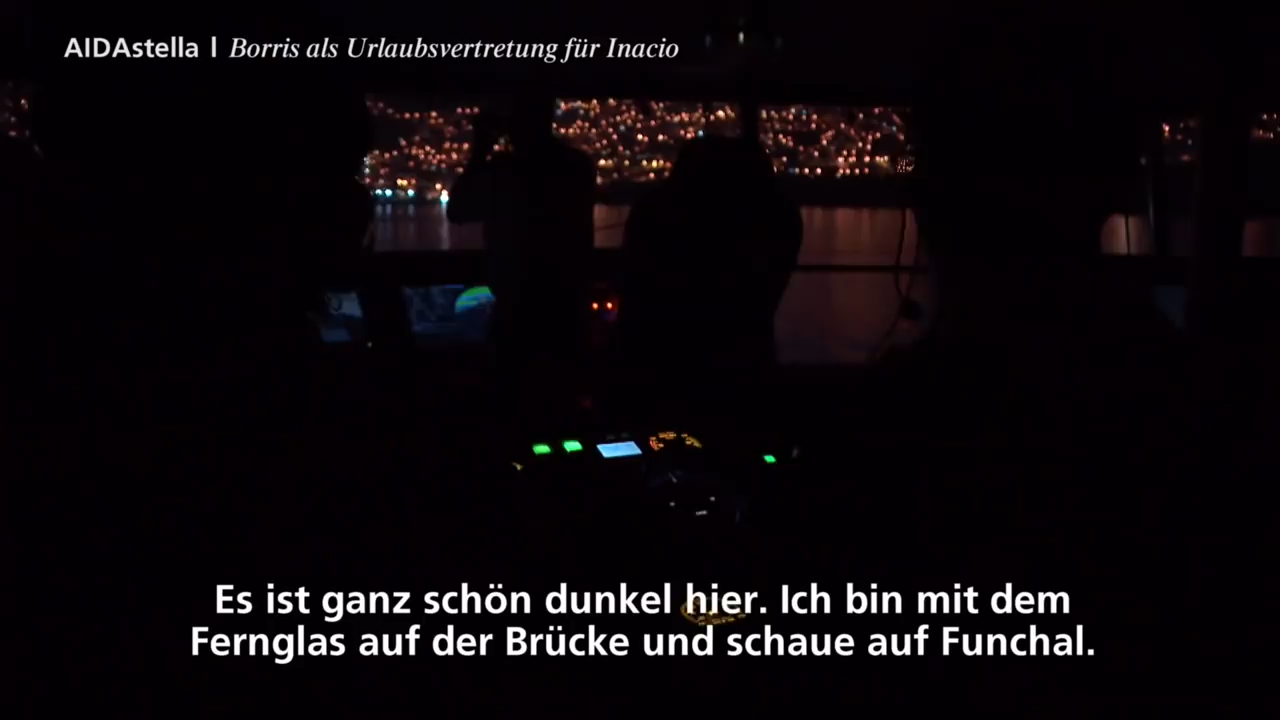 AIDAstella | Borris als Urlaubsvertretung für Inacio
Es ist ganz schön dunkel hier. Ich bin mit dem
Fernglas auf der Brücke und schaue auf Funchal.